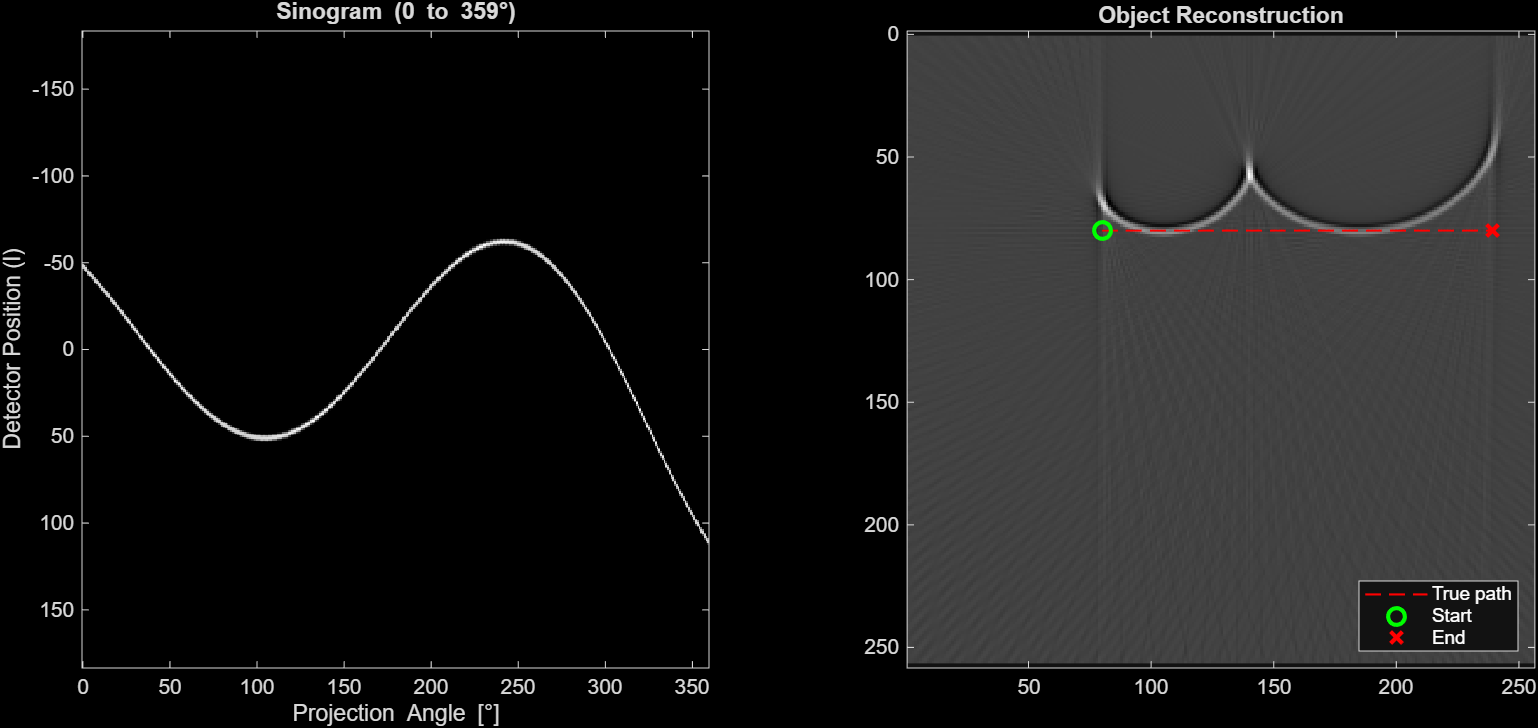 Sinogram (0 to 359°)
Detector Position (l)
-150
-100
-50
0
50
100
150
0 50 100 150 200 250 300 350
Projection Angle [°]
Object Reconstruction
0
50
100
150
200
250
50 100 150 200 250
True path
Start
End